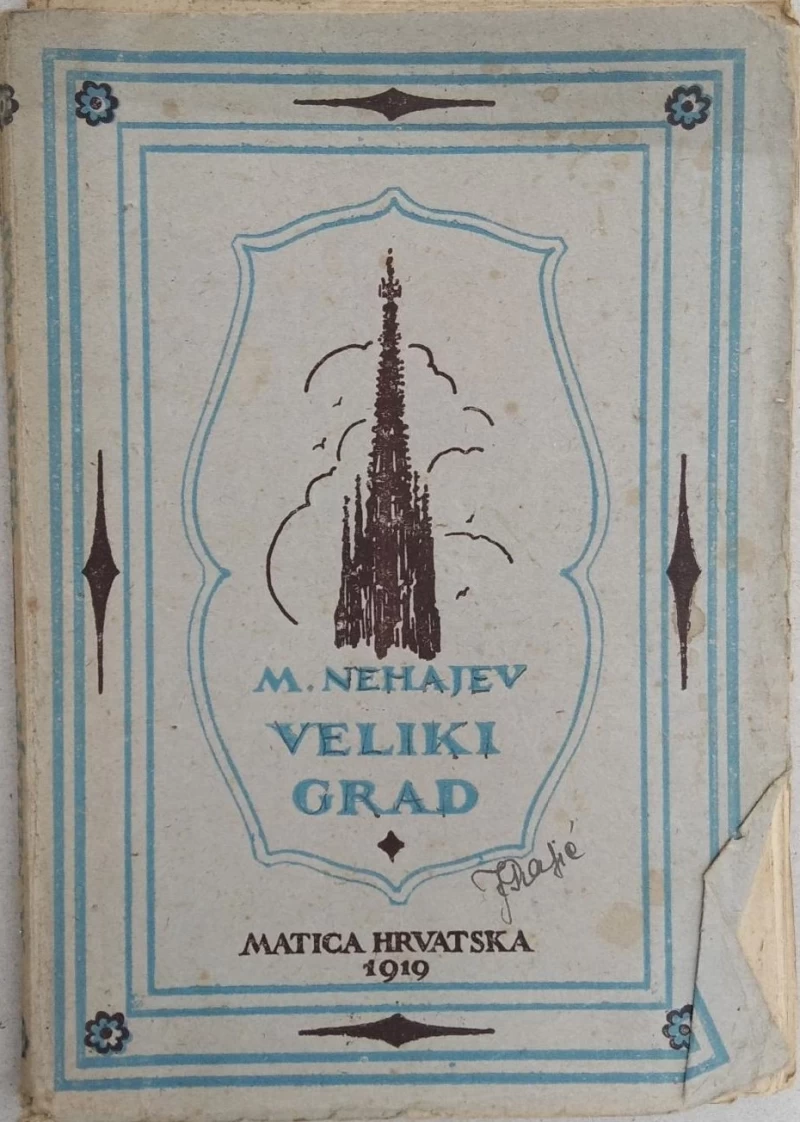 M. NEHAJEV
VELIKI
GRAD
MATICA HRVATSKA
1919